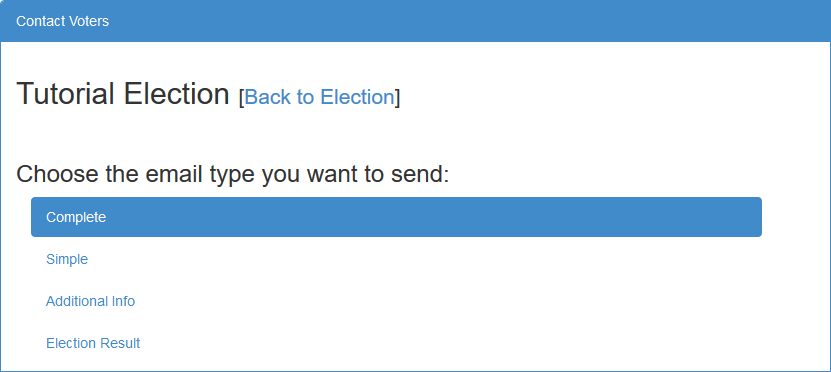 Contact Voters
Tutorial Election [Back to Election]
Choose the email type you want to send:
Complete
Simple
Additional Info
Election Result